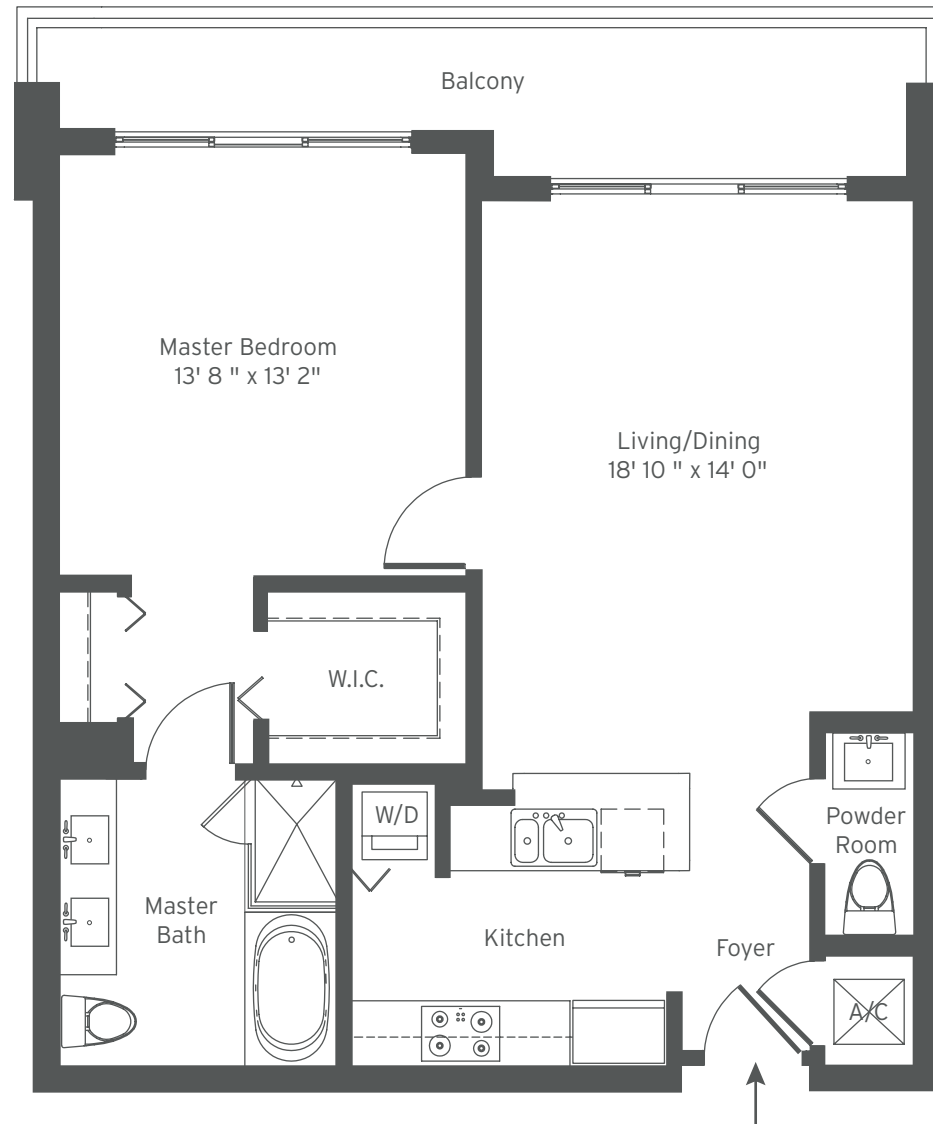 Balcony
Master Bedroom
13' 8 " x 13' 2"
Living/Dining
18' 10 " x 14' 0"
W.I.C.
W/D
Powder
Room
Master
Bath
Kitchen
Foyer
A/C